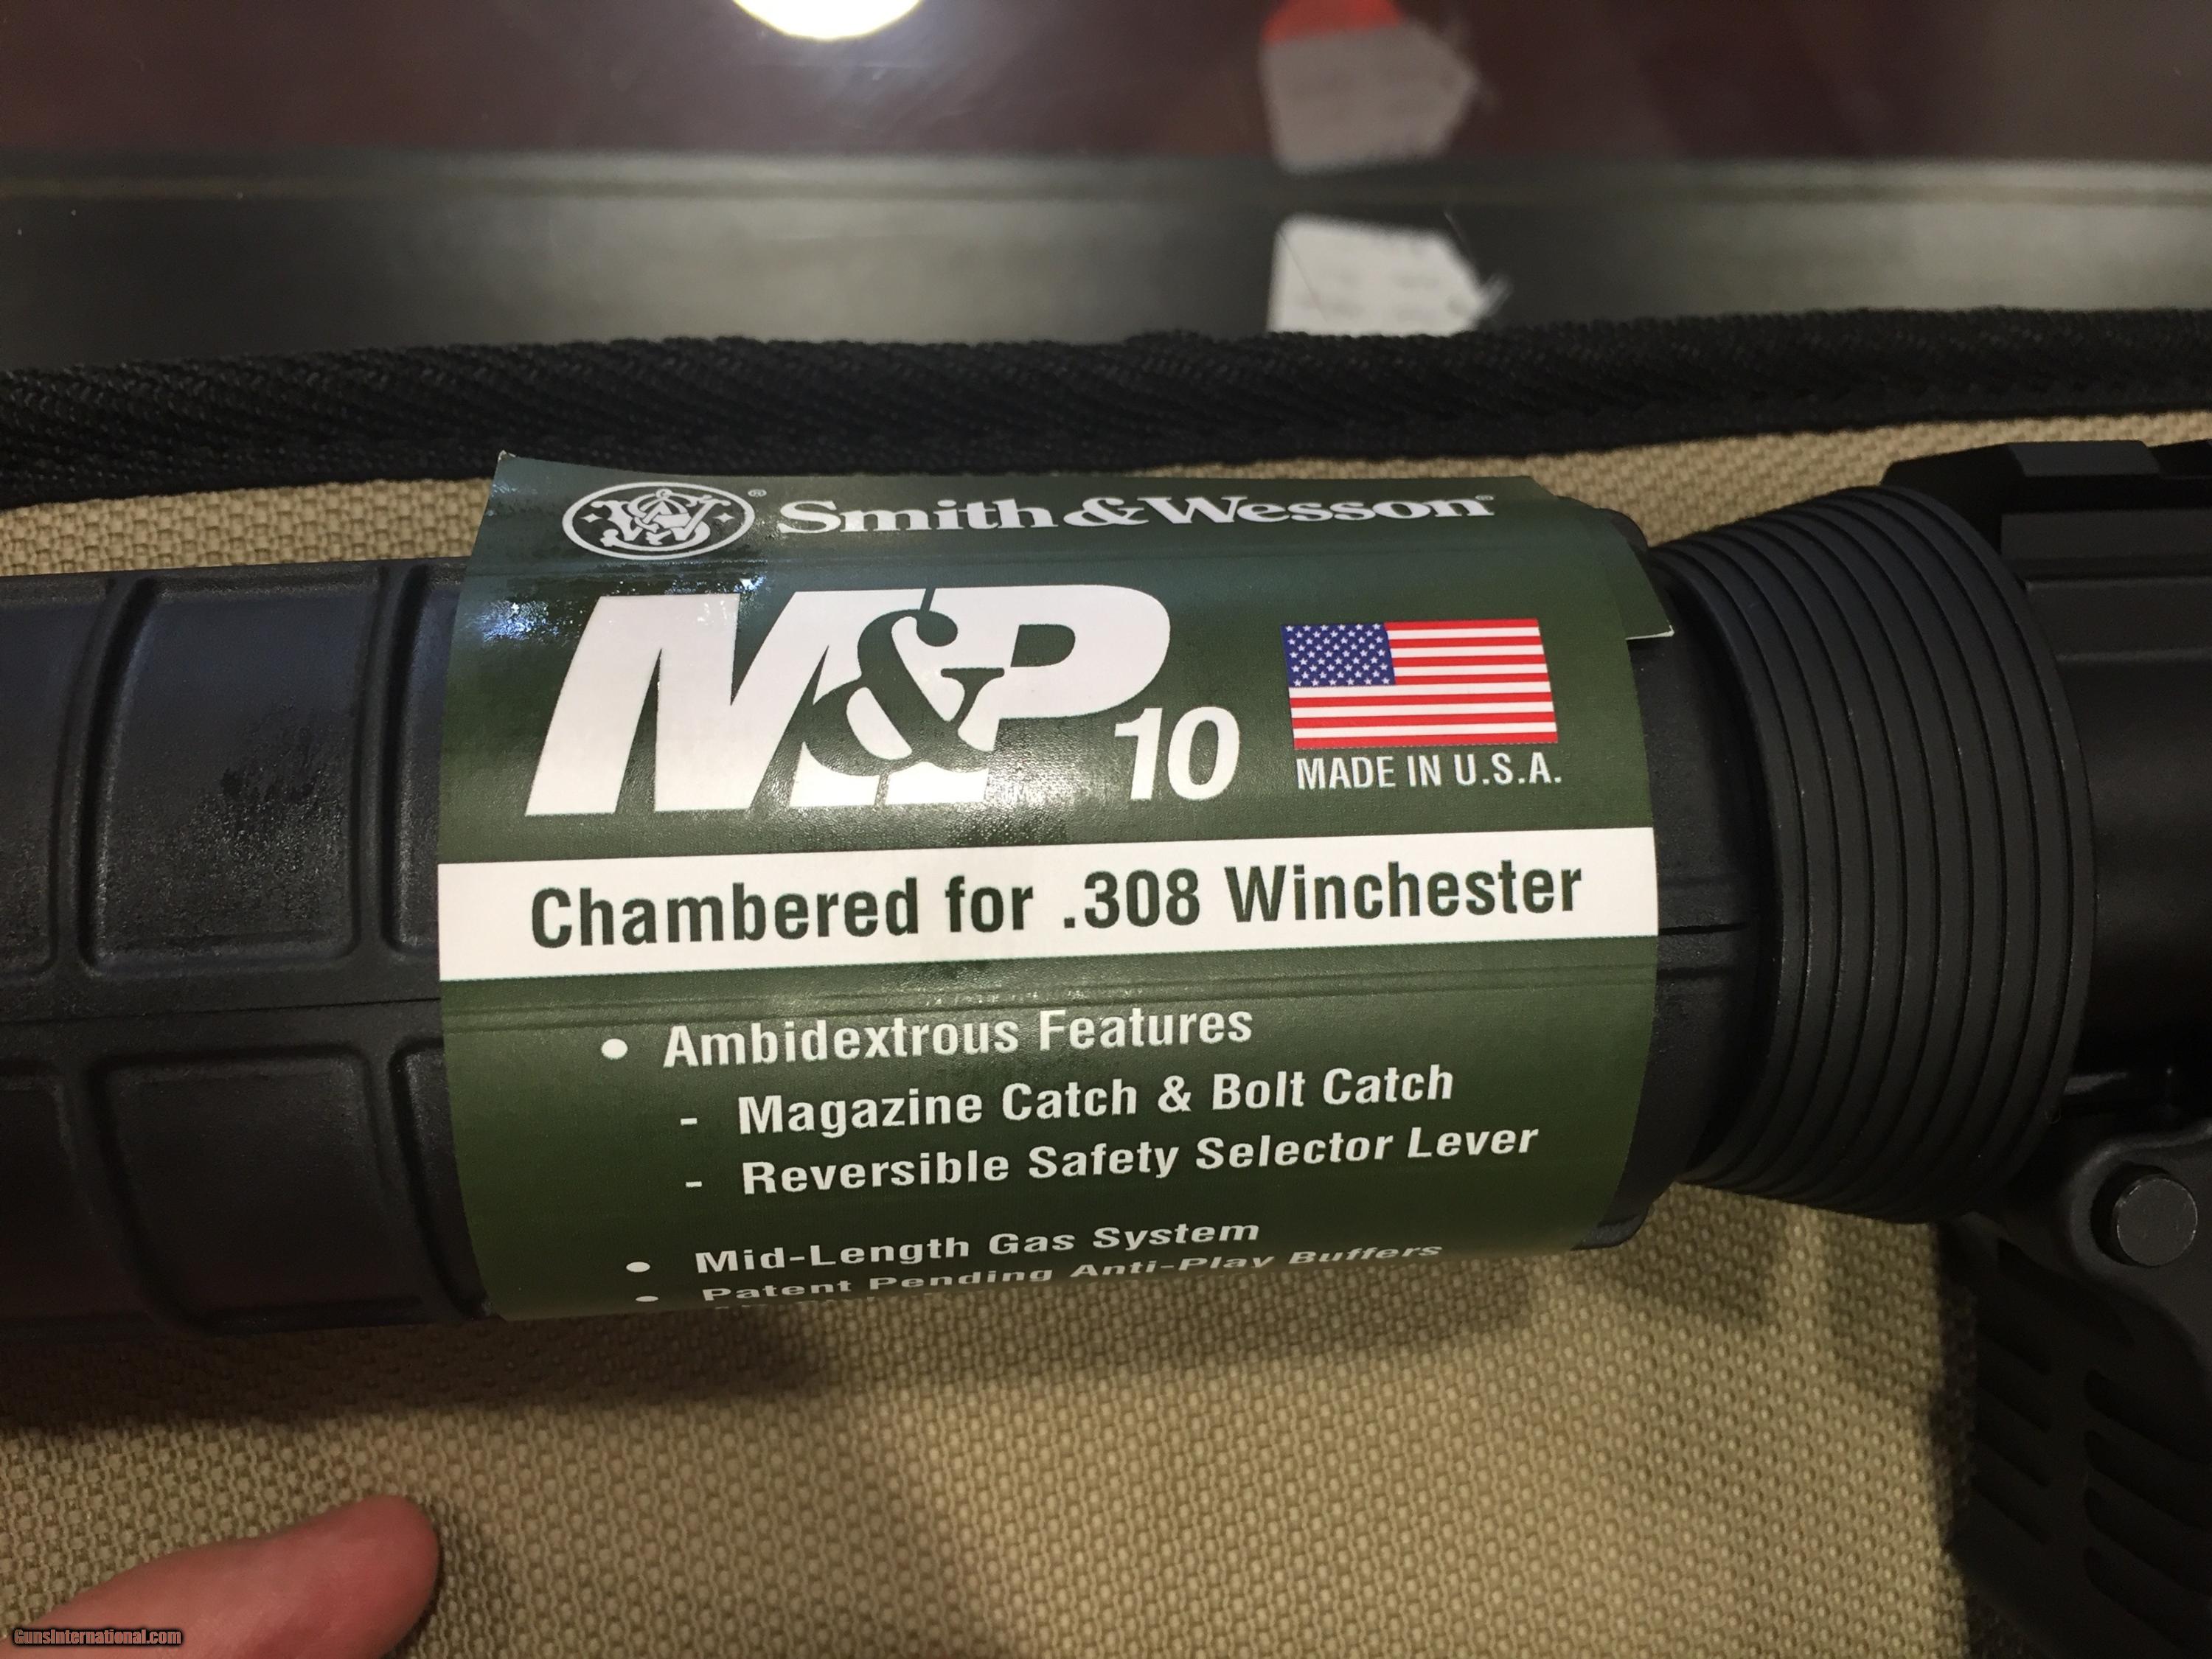 Smith & Wesson®
M&P 10
MADE IN U.S.A.
Chambered for .308 Winchester
• Ambidextrous Features
- Magazine Catch & Bolt Catch
- Reversible Safety Selector Lever
• Mid-Length Gas System
• Patent Pending Anti-Play Buffers
GunsInternational.com